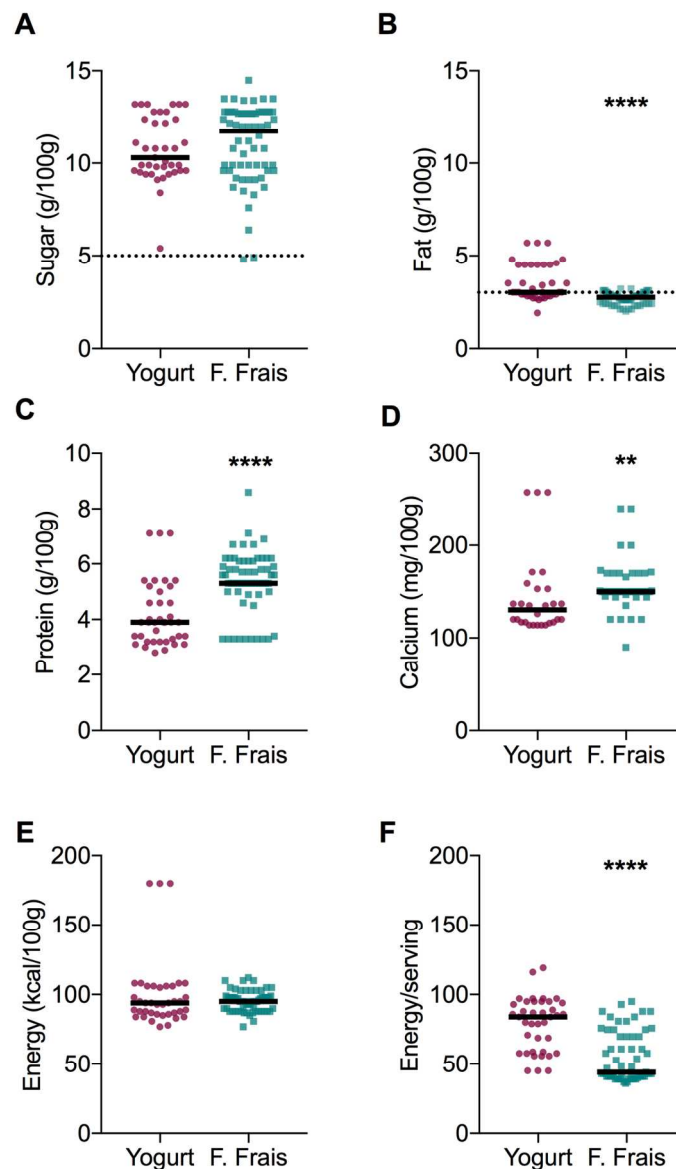 A
Sugar (g/100g)
15
10
5
0
Yogurt F. Frais
B
Fat (g/100g)
15
10
5
0
****
Yogurt F. Frais
C
Protein (g/100g)
10
8
6
4
2
0
****
Yogurt F. Frais
D
Calcium (mg/100g)
300
200
100
0
**
Yogurt F. Frais
E
Energy (kcal/100g)
200
150
100
50
0
Yogurt F. Frais
F
Energy/serving
200
150
100
50
0
****
Yogurt F. Frais